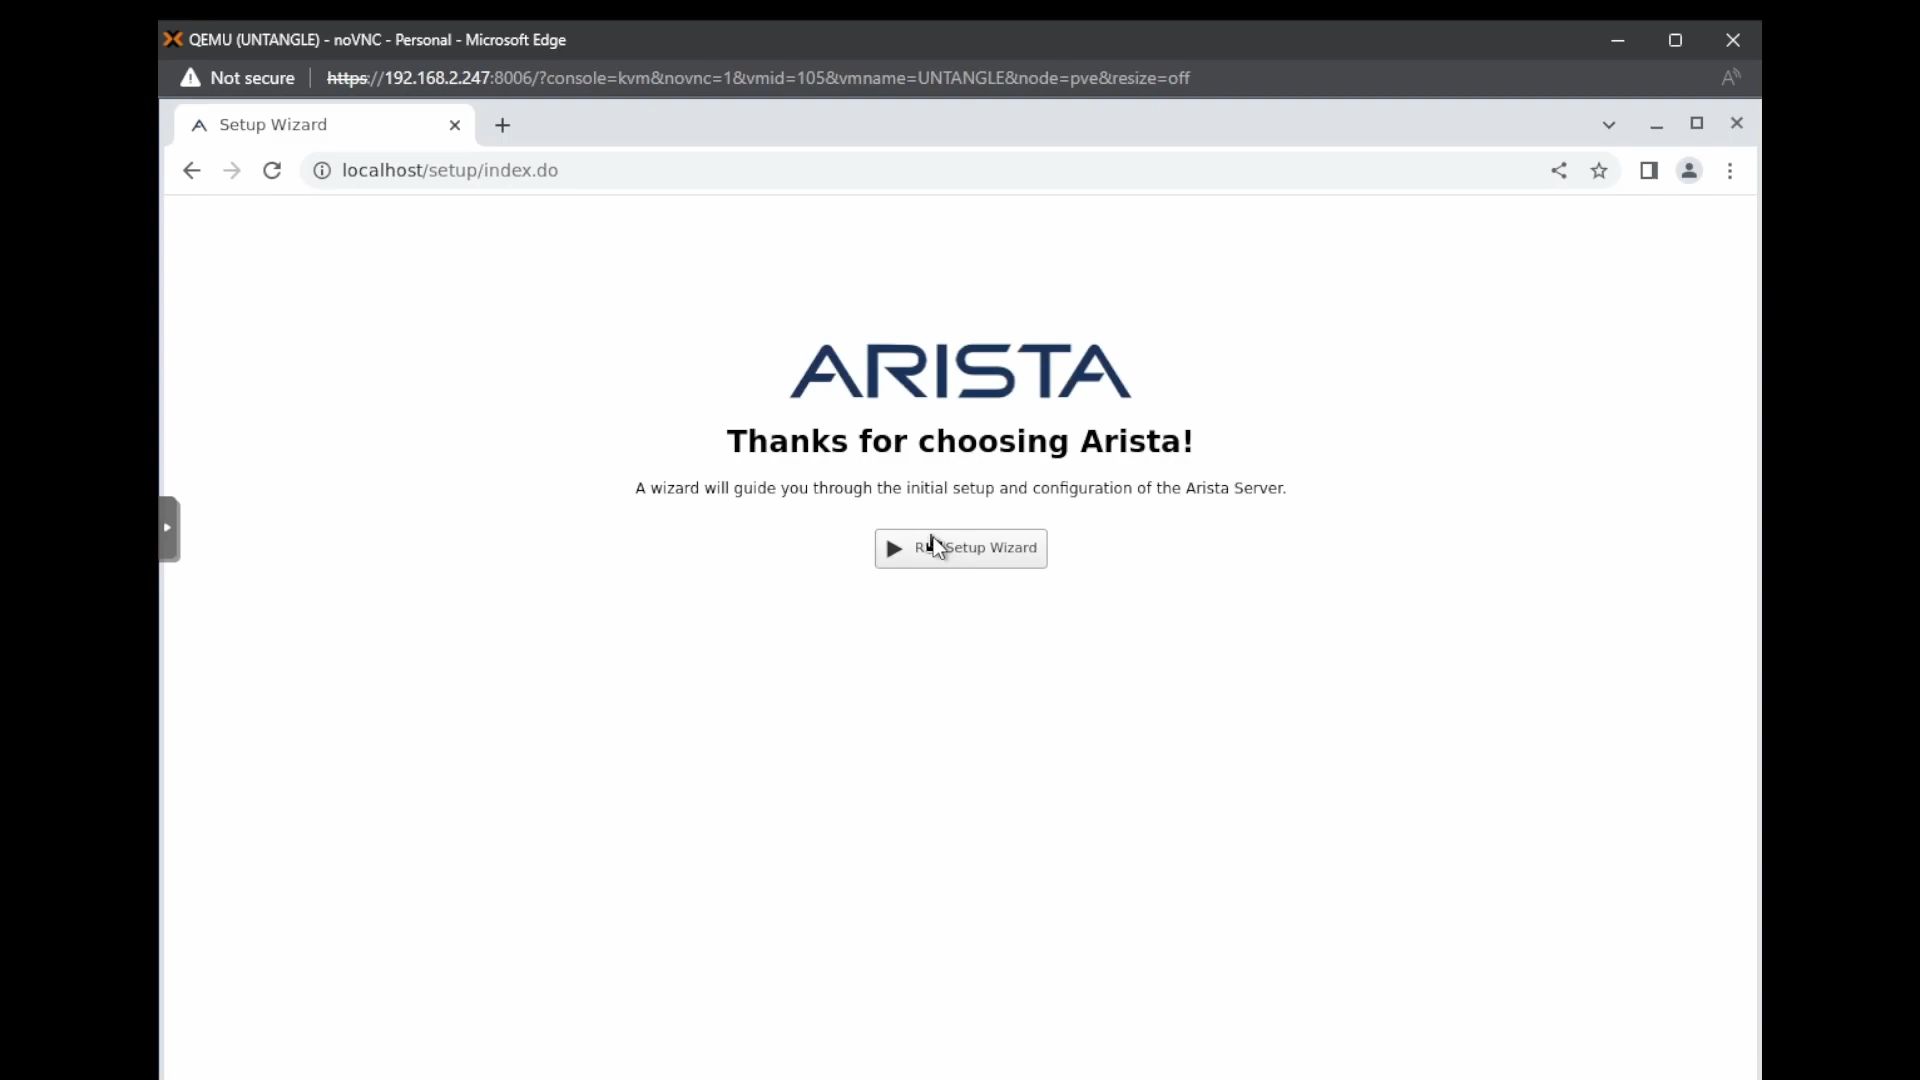 QEMU (UNTANGLE) - noVNC - Personal - Microsoft Edge
Not secure
https://192.168.2.247:8006/?console=kvm&novnc=1&vmid=105&vmname=UNTANGLE&node=pve&resize=off
Setup Wizard
localhost/setup/index.do
ARISTA
Thanks for choosing Arista!
A wizard will guide you through the initial setup and configuration of the Arista Server.
Setup Wizard